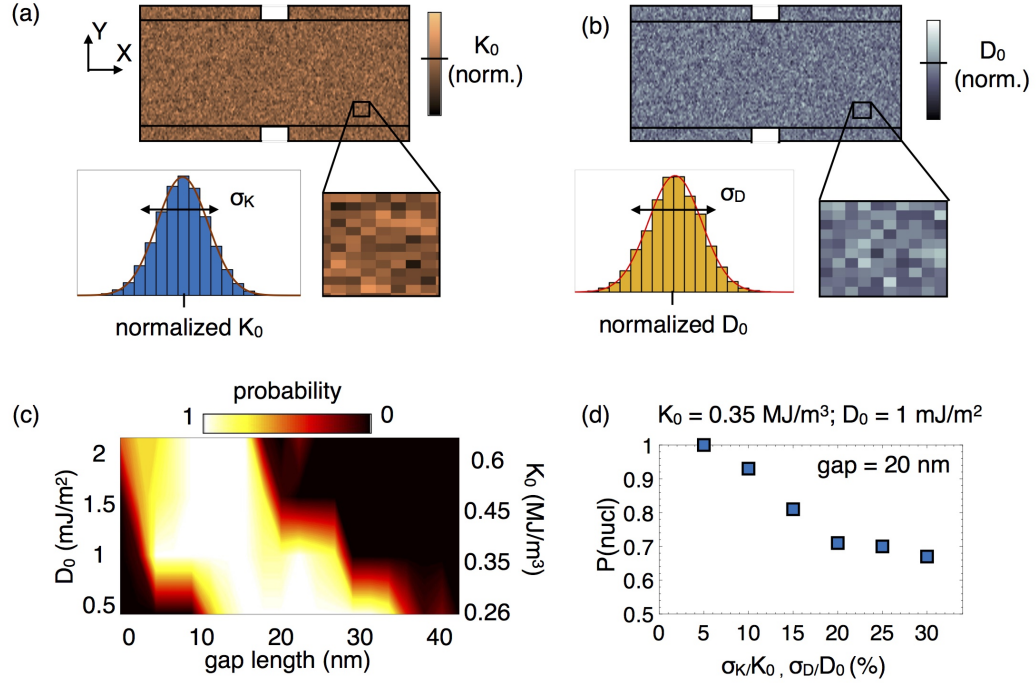 (a)
Y
X
K₀
(norm.)
σK
normalized K₀
(b)
D₀
(norm.)
σD
normalized D₀
(c)
probability
1
0
2
1.5
1
0.5
D₀ (mJ/m²)
0.6
0.45
0.35
0.26
K₀ (MJ/m³)
0 10 20 30 40
gap length (nm)
(d)
K₀ = 0.35 MJ/m³; D₀ = 1 mJ/m²
gap = 20 nm
1
0.9
0.8
0.7
0.6
0.5
P(nucl)
0 5 10 15 20 25 30
σK/K₀ , σD/D₀ (%)